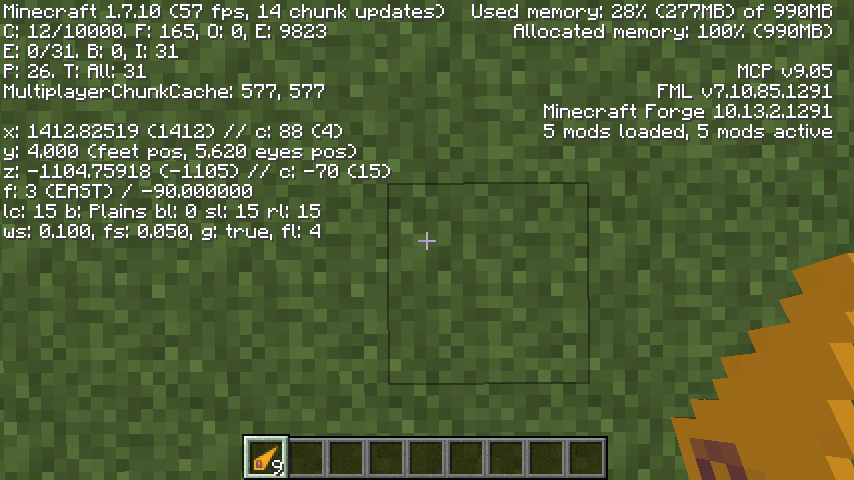 Minecraft 1.7.10 (57 fps, 14 chunk updates)
C: 12/10000. F: 165, O: 0, E: 9823
E: 0/31. B: 0, I: 31
P: 26. T: All: 31
MultiplayerChunkCache: 577, 577
x: 1412.82519 (1412) // c: 88 (4)
y: 4.000 (feet pos, 5.620 eyes pos)
z: -1104.75918 (-1105) // c: -70 (15)
f: 3 (EAST) / -90.000000
lc: 15 b: Plains bl: 0 sl: 15 rl: 15
ws: 0.100, fs: 0.050, g: true, fl: 4
Used memory: 28% (277MB) of 990MB
Allocated memory: 100% (990MB)
MCP v9.05
FML v7.10.85.1291
Minecraft Forge 10.13.2.1291
5 mods loaded, 5 mods active
9